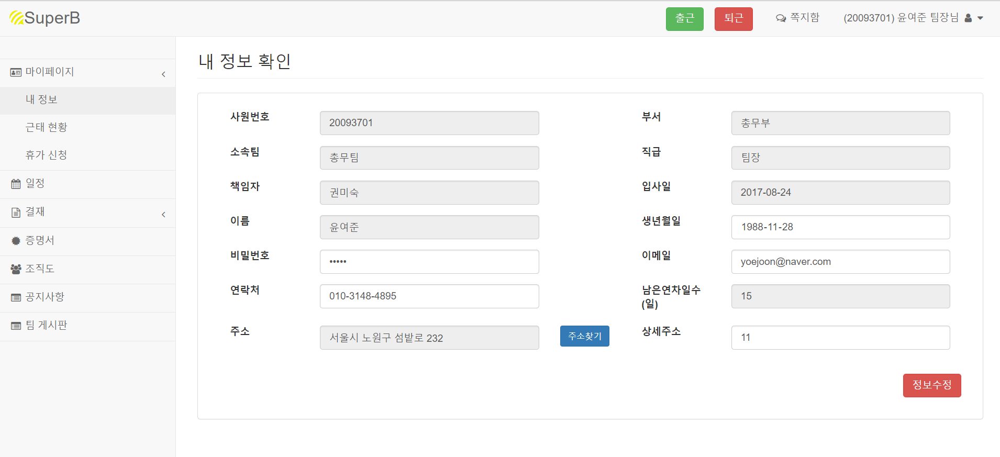 SuperB
출근 퇴근 쪽지함 (20093701) 윤여준 팀장님
마이페이지
내 정보
근태 현황
휴가 신청
일정
결재
증명서
조직도
공지사항
팀 게시판
내 정보 확인
사원번호 20093701 부서 총무부
소속팀 총무팀 직급 팀장
책임자 권미숙 입사일 2017-08-24
이름 윤여준 생년월일 1988-11-28
비밀번호 ••••• 이메일 yoejoon@naver.com
연락처 010-3148-4895 남은연차일수 15
(일)
주소 서울시 노원구 섬밭로 232 주소찾기 상세주소 11
정보수정